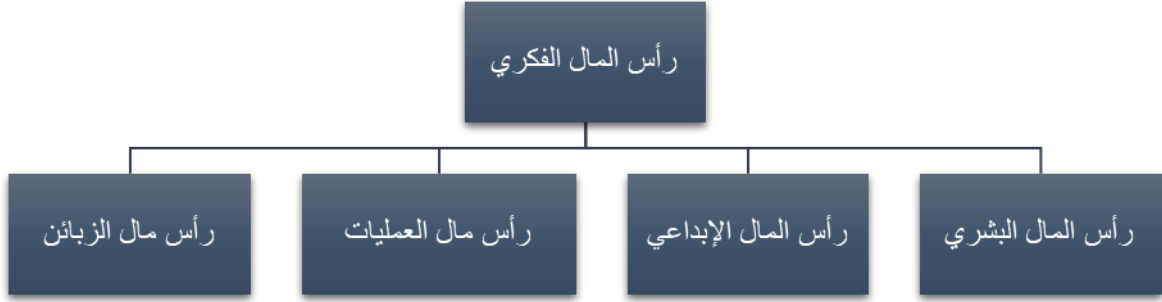 رأس المال الفكري
رأس المال البشري
رأس المال الإبداعي
رأس مال العمليات
رأس مال الزبائن